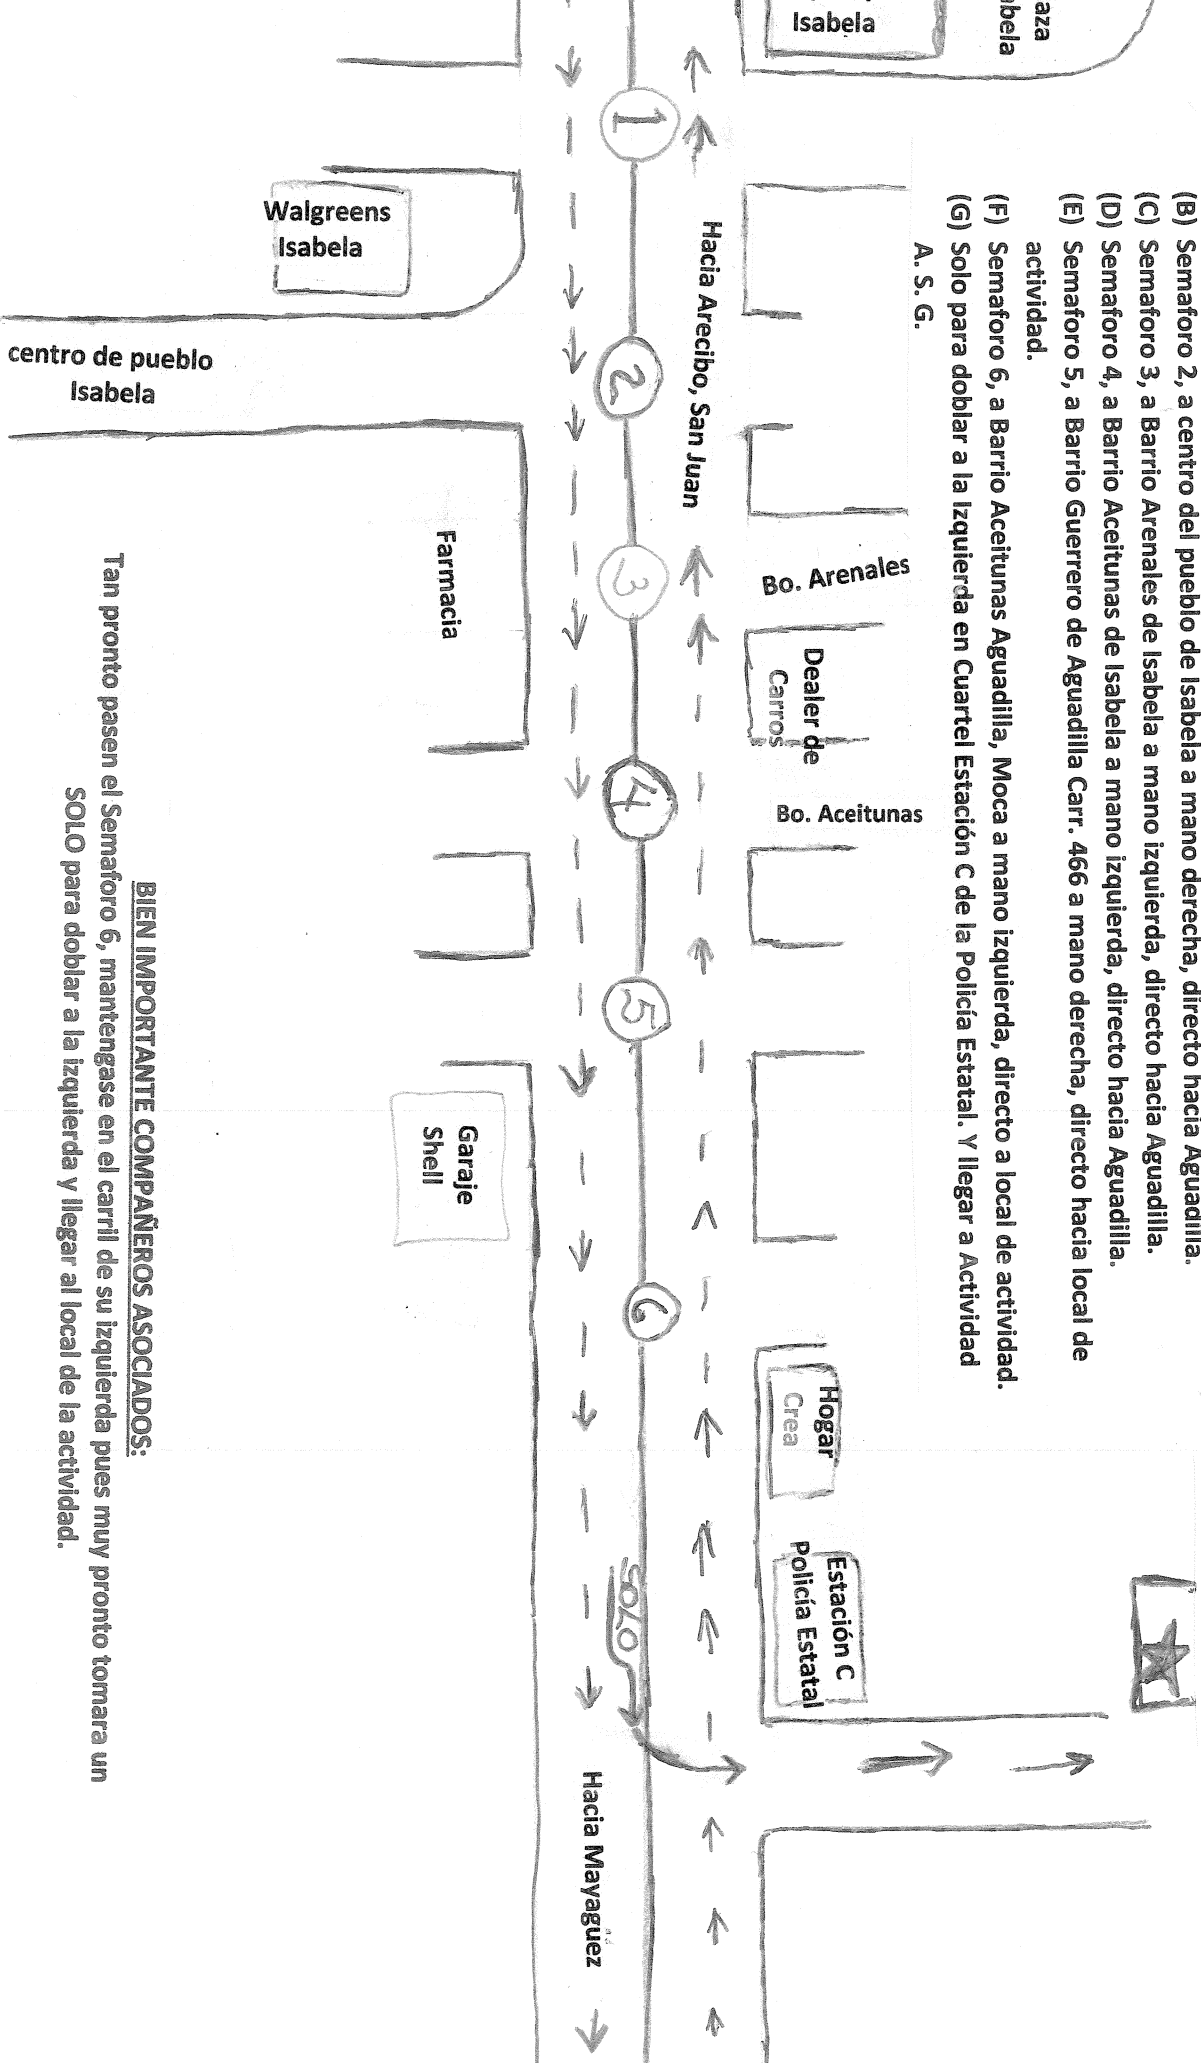 (B) Semaforo 2, a centro del pueblo de Isabela a mano derecha, directo hacia Aguadilla.
(C) Semaforo 3, a Barrio Arenales de Isabela a mano izquierda, directo hacia Aguadilla.
(D) Semaforo 4, a Barrio Aceitunas de Isabela a mano izquierda, directo hacia Aguadilla.
(E) Semaforo 5, a Barrio Guerrero de Aguadilla Carr. 466 a mano derecha, directo hacia local de
actividad.
(F) Semaforo 6, a Barrio Aceitunas Aguadilla, Moca a mano izquierda, directo a local de actividad.
(G) Solo para doblar a la Izquierda en Cuartel Estación C de la Policía Estatal. Y llegar a Actividad
A. S. G.
aza
abela
Isabela
Bo. Arenales
Dealer de
Carros
Bo. Aceitunas
Hogar
Crea
Estación C
Policía Estatal
Hacia Arecibo, San Juan
1
2
3
4
5
6
SOLO
Hacia Mayaguez
Walgreens
Isabela
centro de pueblo
Isabela
Farmacia
Garaje
Shell
BIEN IMPORTANTE COMPAÑEROS ASOCIADOS:
Tan pronto pasen el Semaforo 6, mantengase en el carril de su izquierda pues muy pronto tomara un
SOLO para doblar a la izquierda y llegar al local de la actividad.